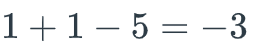 1 + 1 − 5 = −3